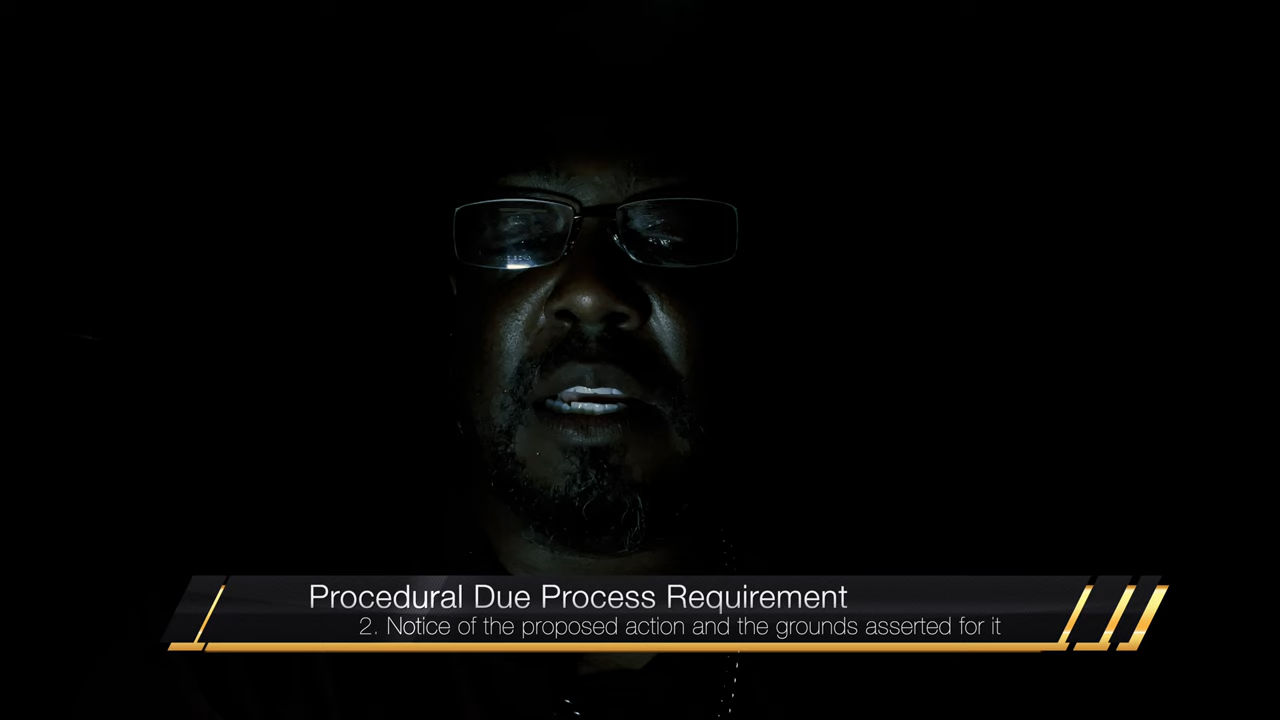 Procedural Due Process Requirement
2. Notice of the proposed action and the grounds asserted for it